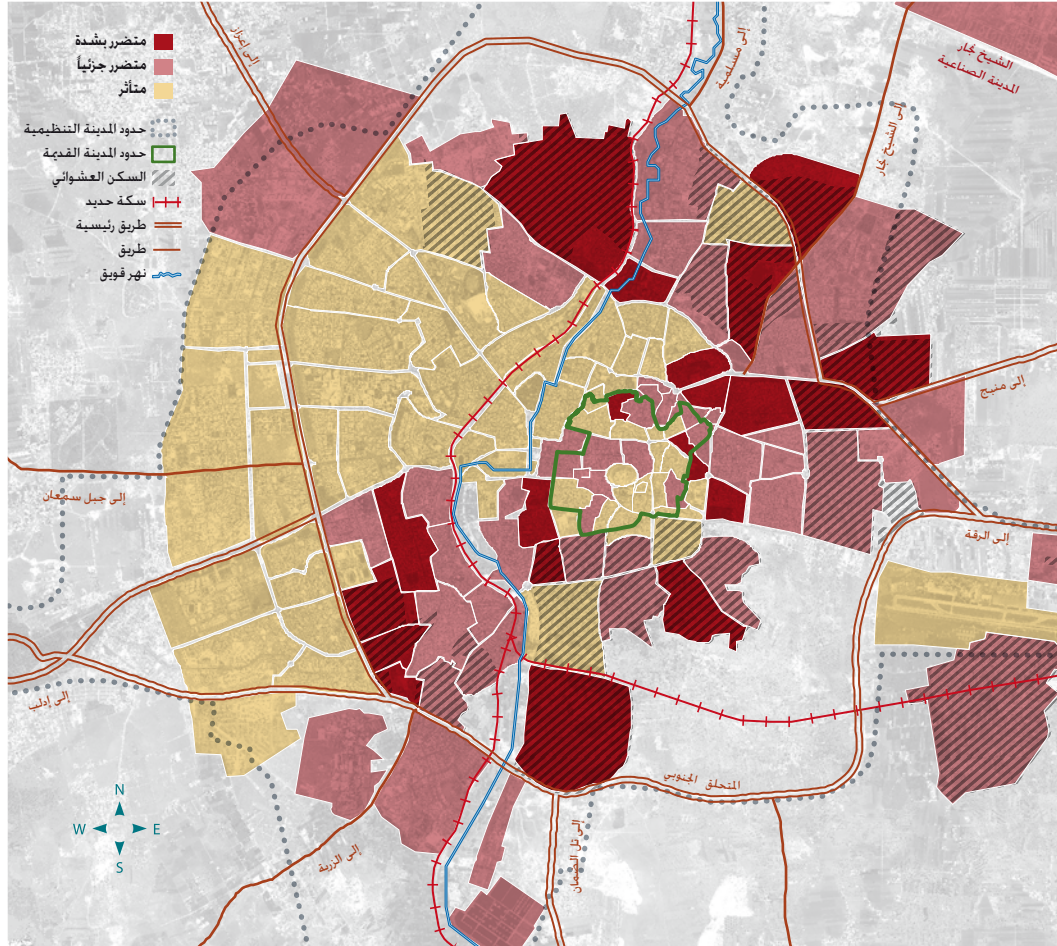 متضرر بشدة
متضرر جزئياً
متأثر
حدود المدينة التنظيمية
حدود المدينة القديمة
السكن العشوائي
سكة حديد
طريق رئيسية
طريق
نهر قويق
إلى إعزاز
إلى مسلمية
الشيخ نجار
المدينة الصناعية
إلى الشيخ نجار
إلى منبج
إلى جبل سمعان
إلى الرقة
إلى إدلب
المتحلق الجنوبي
إلى الزربة
إلى تل الضمان
N
W
E
S